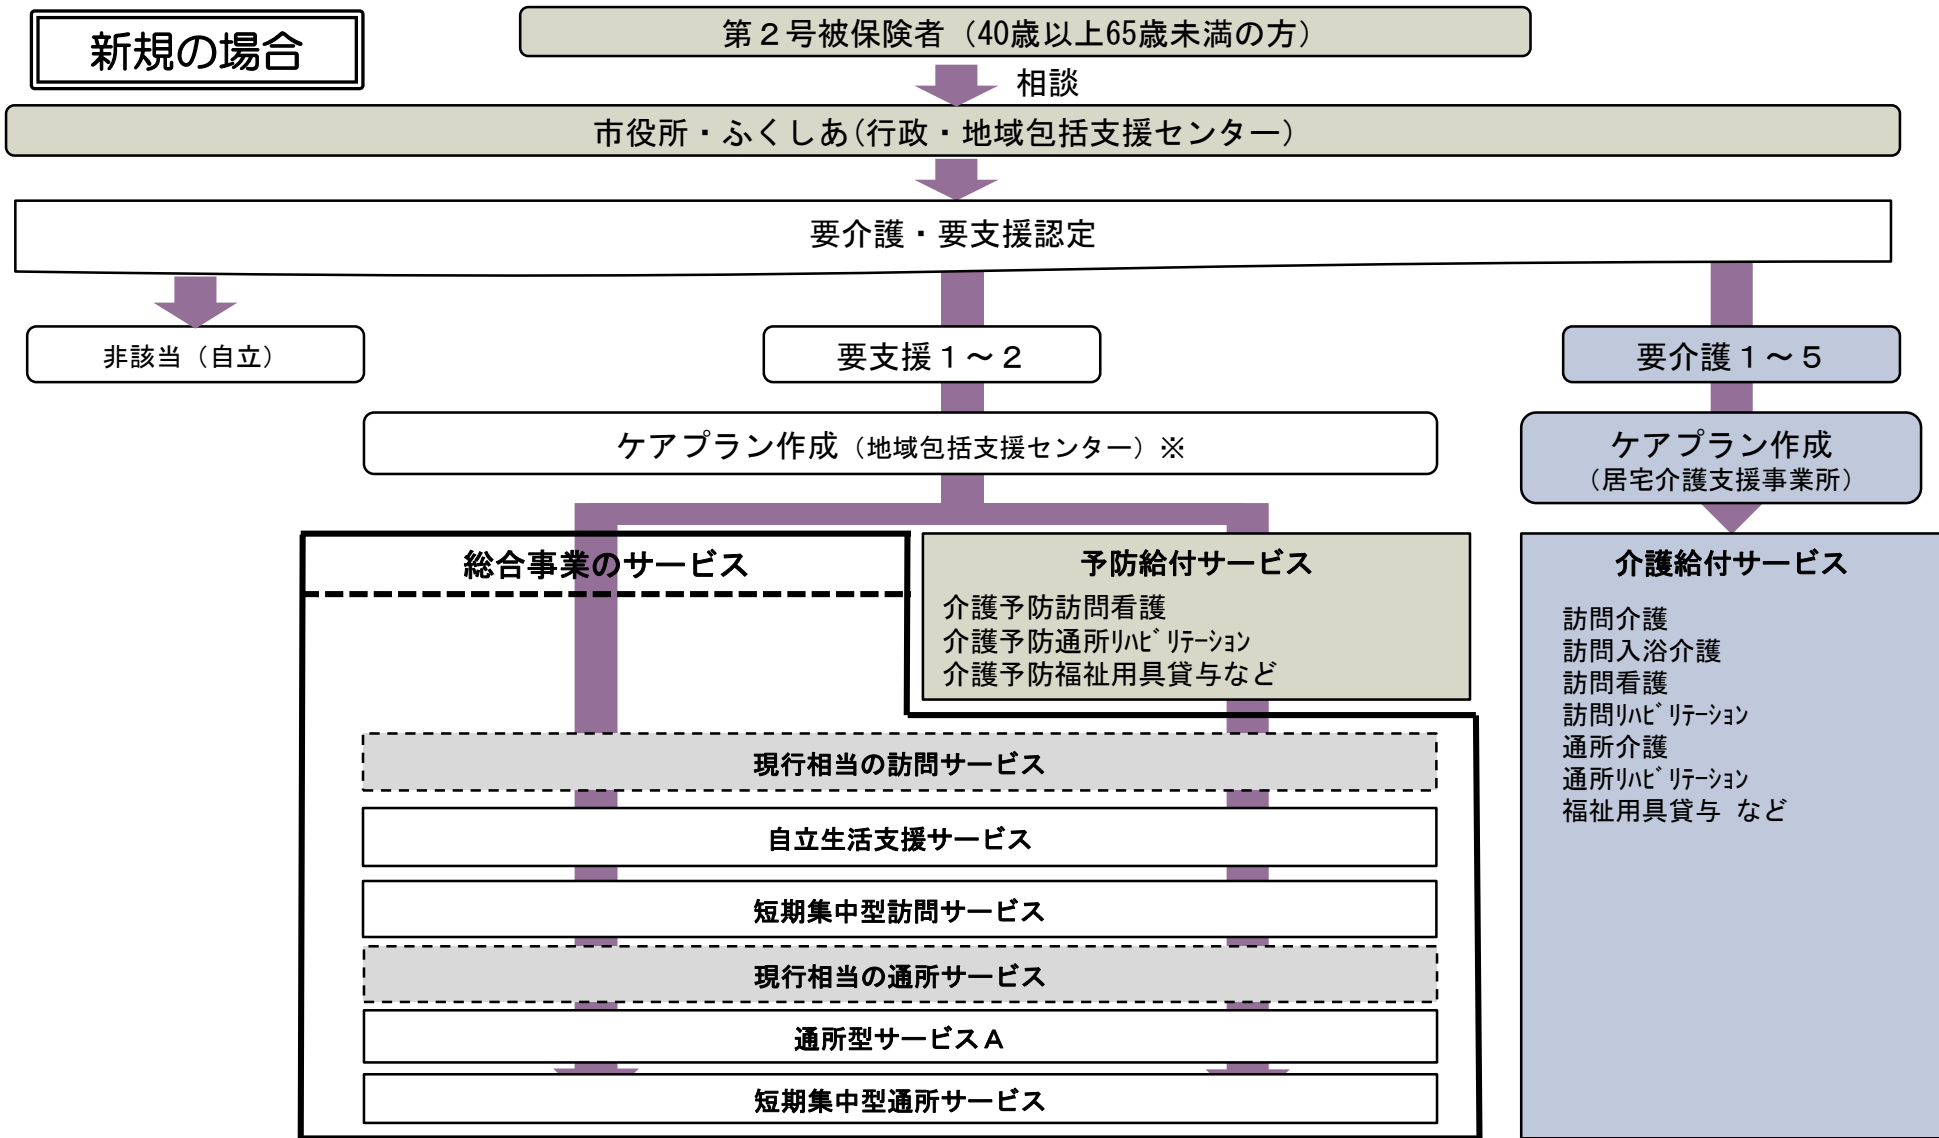 新規の場合
第２号被保険者（40歳以上65歳未満の方）
相談
市役所・ふくしあ(行政・地域包括支援センター)
要介護・要支援認定
非該当（自立）
要支援１～２
要介護１～５
ケアプラン作成（地域包括支援センター）※
ケアプラン作成
（居宅介護支援事業所）
総合事業のサービス
予防給付サービス
介護予防訪問看護
介護予防通所ﾘﾊﾋﾞﾘﾃｰｼｮﾝ
介護予防福祉用具貸与など
介護給付サービス
訪問介護
訪問入浴介護
訪問看護
訪問ﾘﾊﾋﾞﾘﾃｰｼｮﾝ
通所介護
通所ﾘﾊﾋﾞﾘﾃｰｼｮﾝ
福祉用具貸与 など
現行相当の訪問サービス
自立生活支援サービス
短期集中型訪問サービス
現行相当の通所サービス
通所型サービスＡ
短期集中型通所サービス